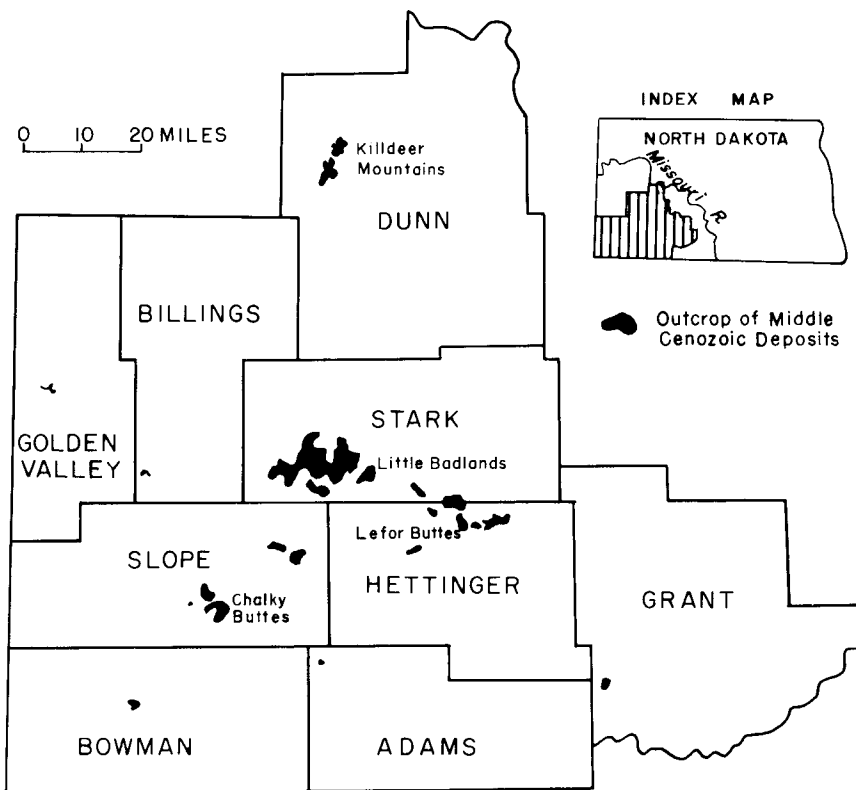 INDEX MAP
NORTH DAKOTA
Missouri R.
0 10 20 MILES
Killdeer
Mountains
DUNN
BILLINGS
Outcrop of Middle
Cenozoic Deposits
STARK
GOLDEN
VALLEY
Little Badlands
Lefor Buttes
SLOPE
HETTINGER
Chalky
Buttes
GRANT
BOWMAN
ADAMS